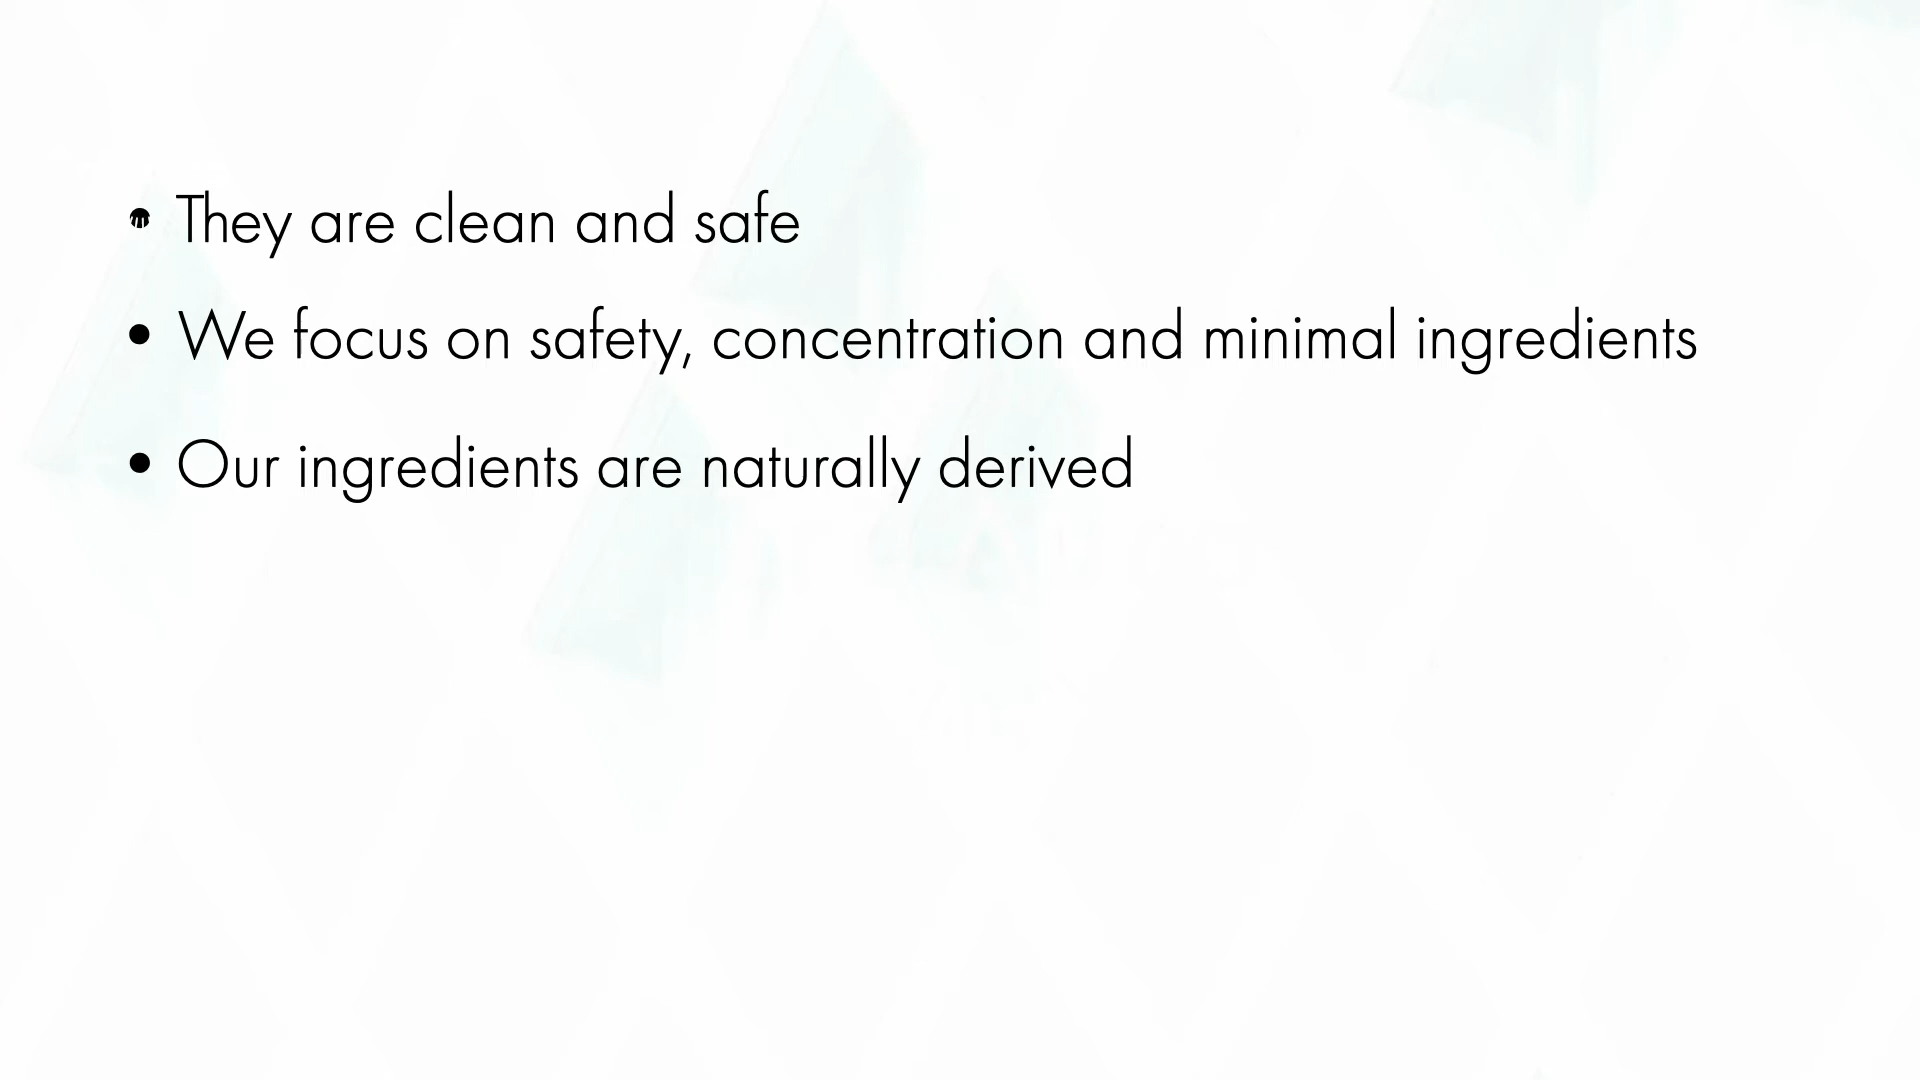 • They are clean and safe
• We focus on safety, concentration and minimal ingredients
• Our ingredients are naturally derived